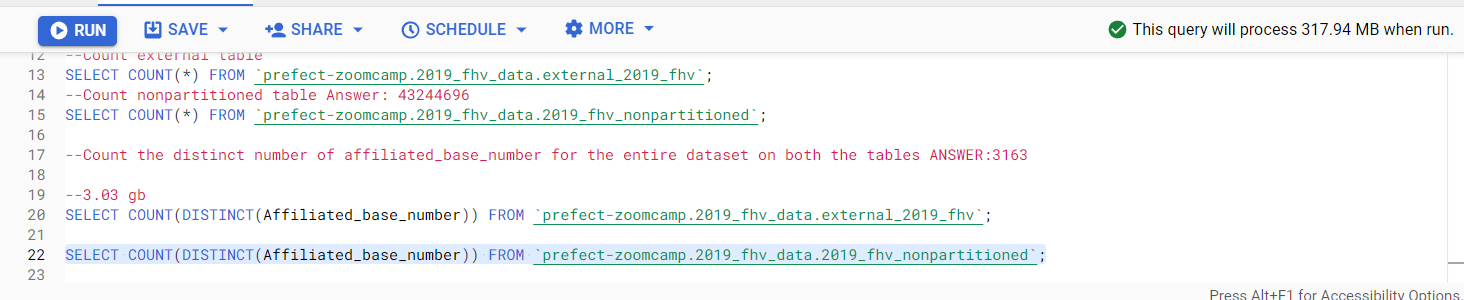 RUN SAVE SHARE SCHEDULE MORE This query will process 317.94 MB when run.
12 --Count external table
13 SELECT COUNT(*) FROM `prefect-zoomcamp.2019_fhv_data.external_2019_fhv`;
14 --Count nonpartitioned table Answer: 43244696
15 SELECT COUNT(*) FROM `prefect-zoomcamp.2019_fhv_data.2019_fhv_nonpartitioned`;
16
17 --Count the distinct number of affiliated_base_number for the entire dataset on both the tables ANSWER:3163
18
19 --3.03 gb
20 SELECT COUNT(DISTINCT(Affiliated_base_number)) FROM `prefect-zoomcamp.2019_fhv_data.external_2019_fhv`;
21
22 SELECT COUNT(DISTINCT(Affiliated_base_number)) FROM `prefect-zoomcamp.2019_fhv_data.2019_fhv_nonpartitioned`;
23
Press Alt+F1 for Accessibility Options